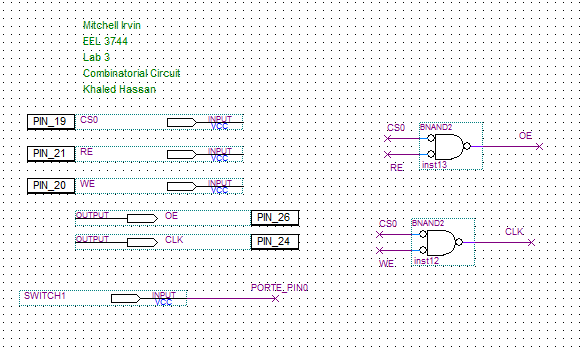 Mitchell Irvin
EEL 3744
Lab 3
Combinatorial Circuit
Khaled Hassan
PIN_19 CS0 INPUT
VCC
PIN_21 RE INPUT
VCC
PIN_20 WE INPUT
VCC
OUTPUT OE PIN_26
OUTPUT CLK PIN_24
SWITCH1 INPUT
VCC
PORTE_PIN0
CS0 BNAND2 OE
RE inst13
CS0 BNAND2 CLK
WE inst12